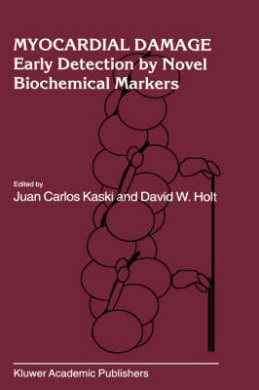 MYOCARDIAL DAMAGE
Early Detection by Novel
Biochemical Markers
Edited by
Juan Carlos Kaski and David W. Holt
Kluwer Academic Publishers